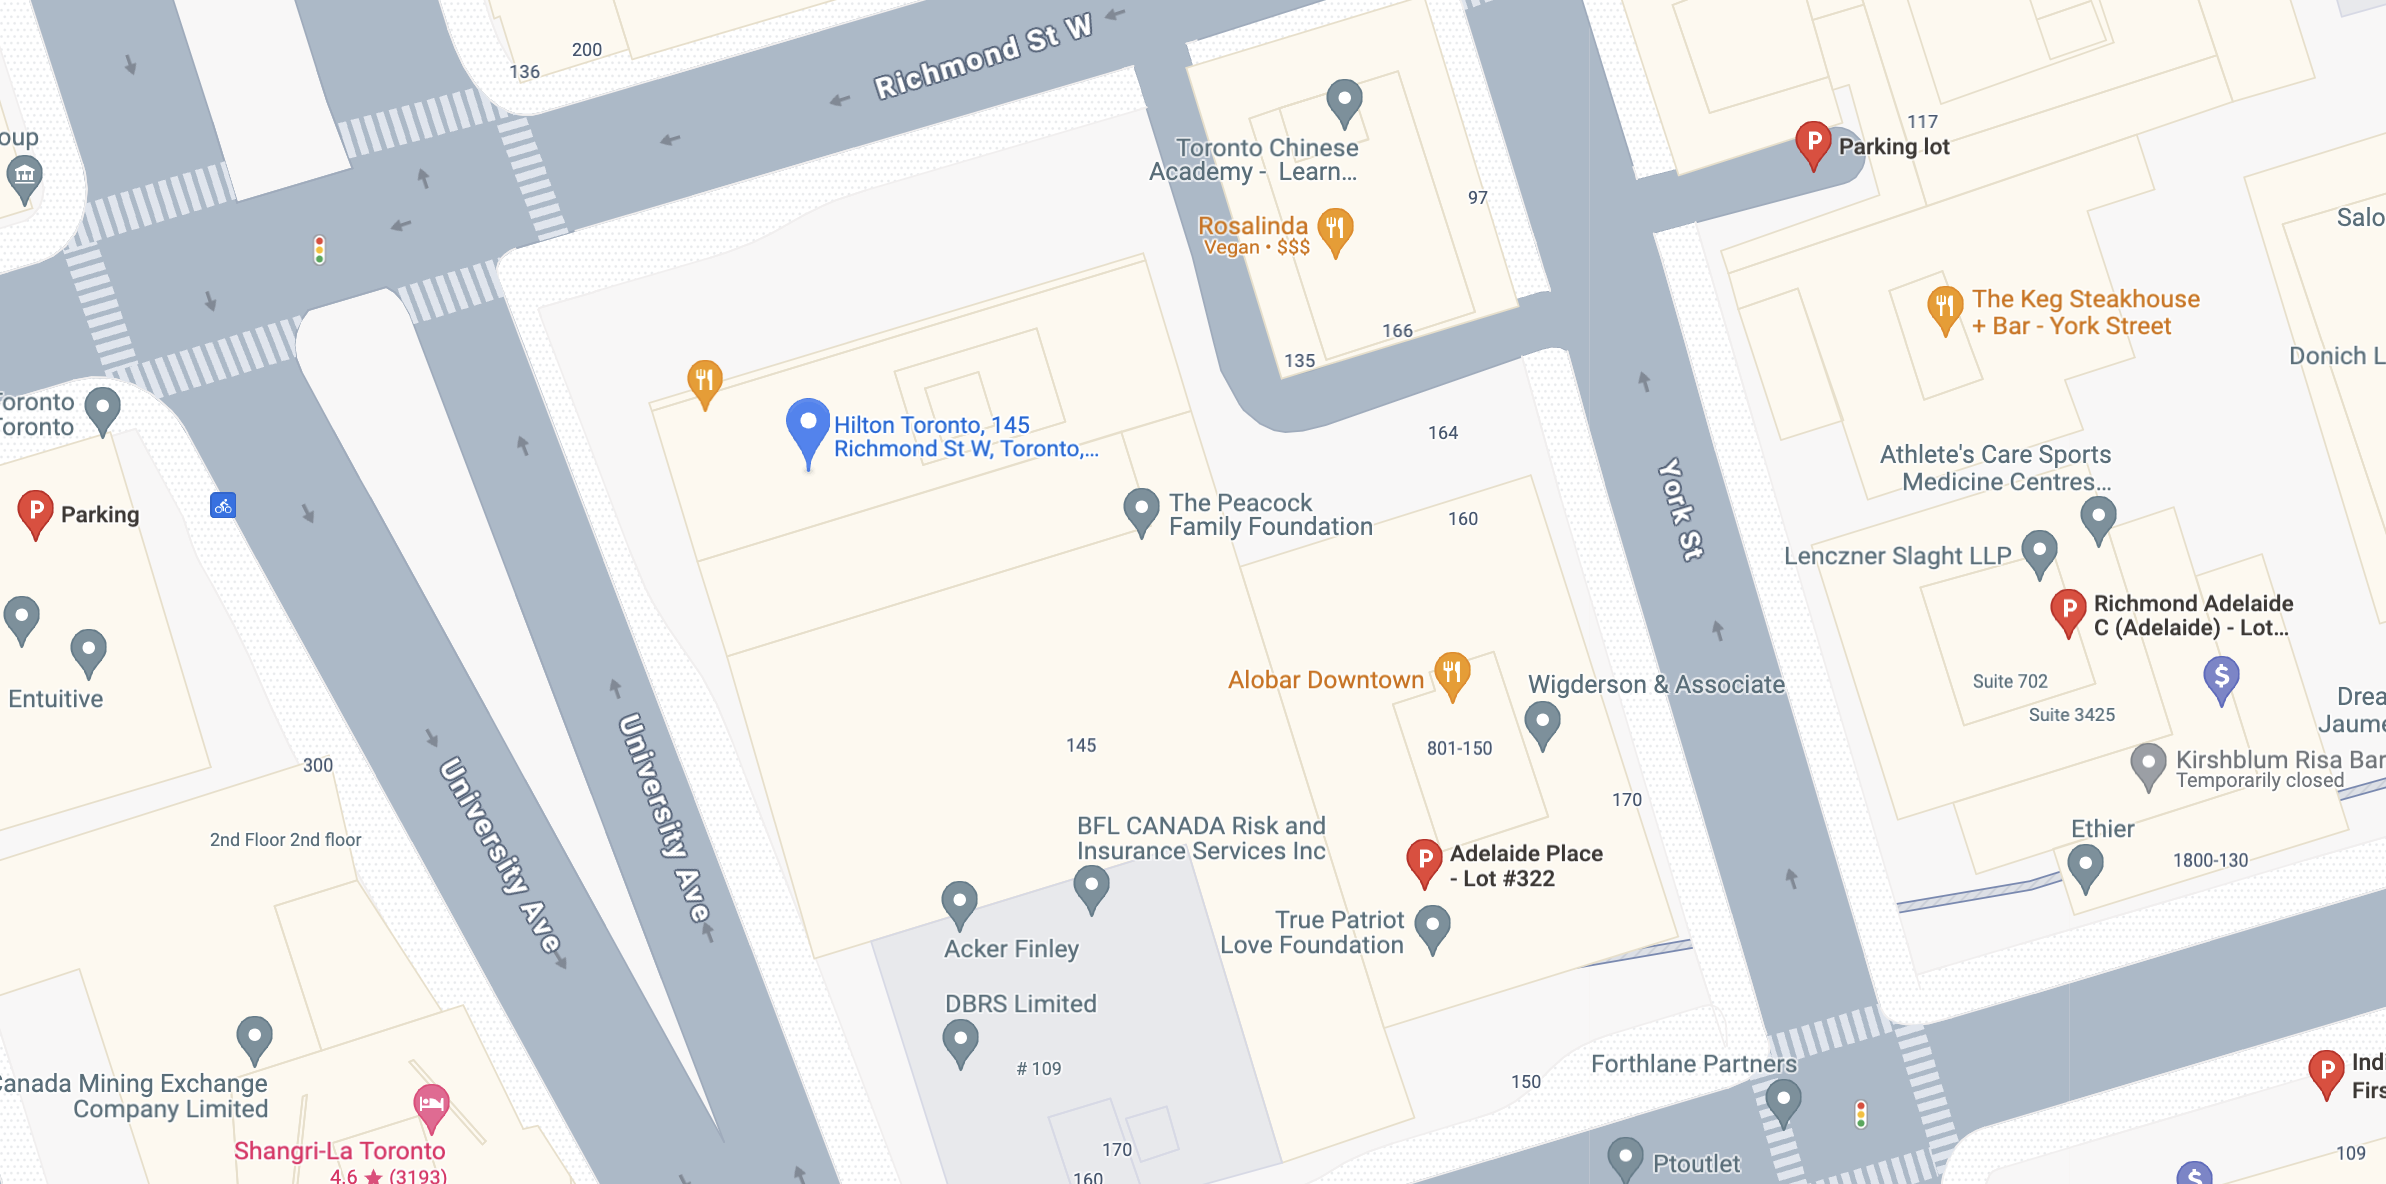 200
136
Richmond St W
oup
Toronto Chinese
Academy - Learn...
97
Rosalinda
Vegan • $$$
166
135
117
Parking lot
Salo
The Keg Steakhouse
+ Bar - York Street
Donich L
oronto
oronto
Hilton Toronto, 145
Richmond St W, Toronto,...
164
Athlete's Care Sports
Medicine Centres...
Parking
The Peacock
Family Foundation
160
York St
Lenczner Slaght LLP
Richmond Adelaide
C (Adelaide) - Lot...
Entuitive
Alobar Downtown
Wigderson & Associate
Suite 702
Suite 3425
Drea
Jaume
145
801-150
300
Kirshblum Risa Bar
Temporarily closed
170
2nd Floor 2nd floor
University Ave
University Ave
BFL CANADA Risk and
Insurance Services Inc
Adelaide Place
- Lot #322
Ethier
1800-130
Acker Finley
True Patriot
Love Foundation
DBRS Limited
# 109
Canada Mining Exchange
Company Limited
150
Forthlane Partners
Indi
Firs
Shangri-La Toronto
4.6 ★ (3193)
170
160
Ptoutlet
109